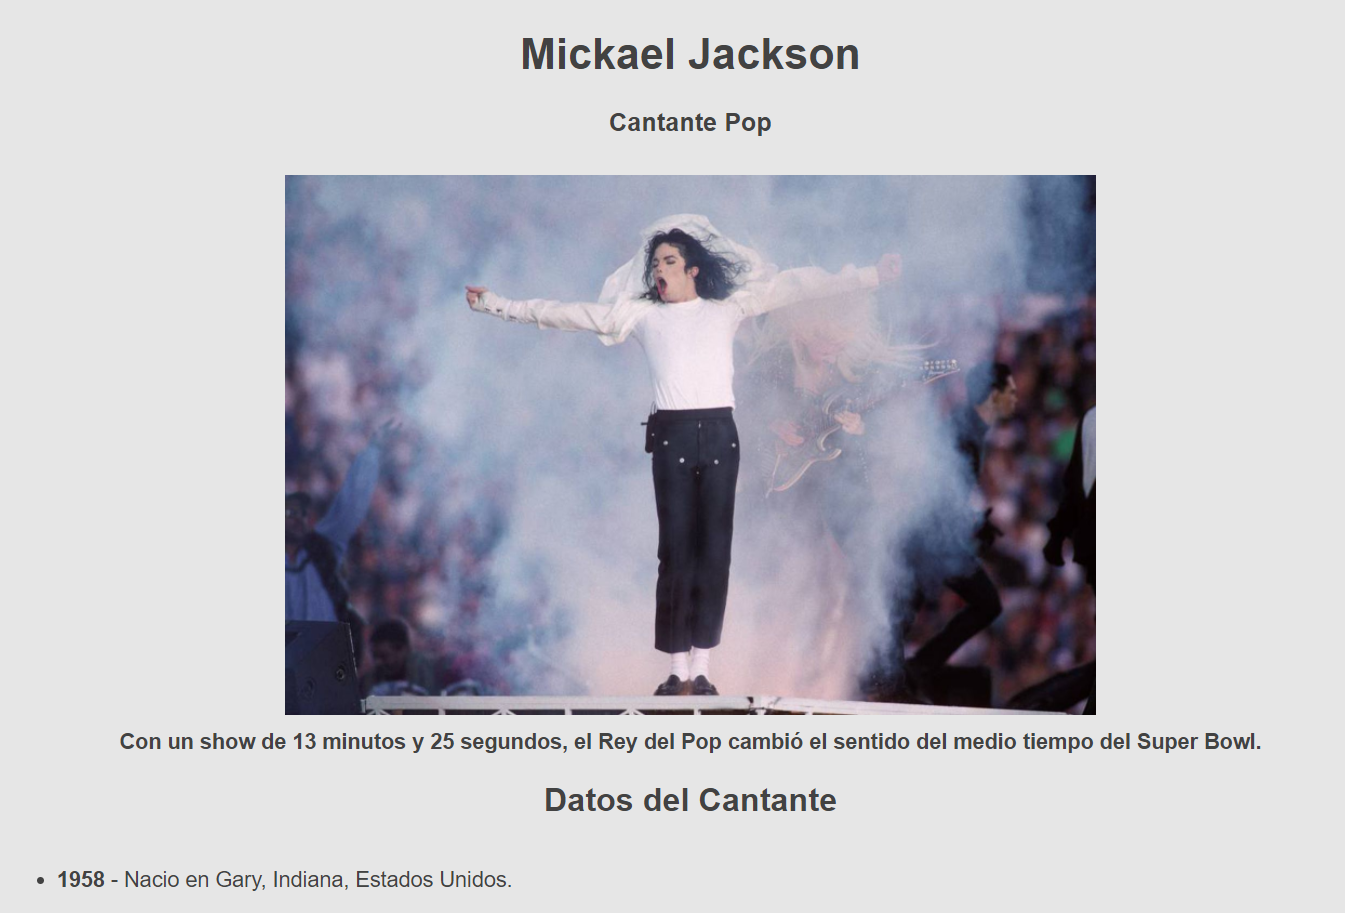 Mickael Jackson
Cantante Pop
Con un show de 13 minutos y 25 segundos, el Rey del Pop cambió el sentido del medio tiempo del Super Bowl.
Datos del Cantante
• 1958 - Nacio en Gary, Indiana, Estados Unidos.